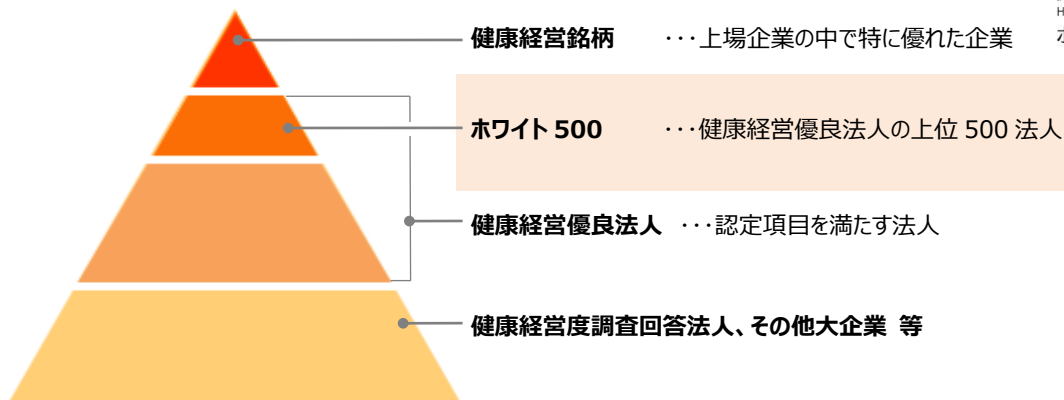 健康経営銘柄 ・・・上場企業の中で特に優れた企業
ホワイト 500 ・・・健康経営優良法人の上位 500 法人
健康経営優良法人 ・・・認定項目を満たす法人
健康経営度調査回答法人、その他大企業 等